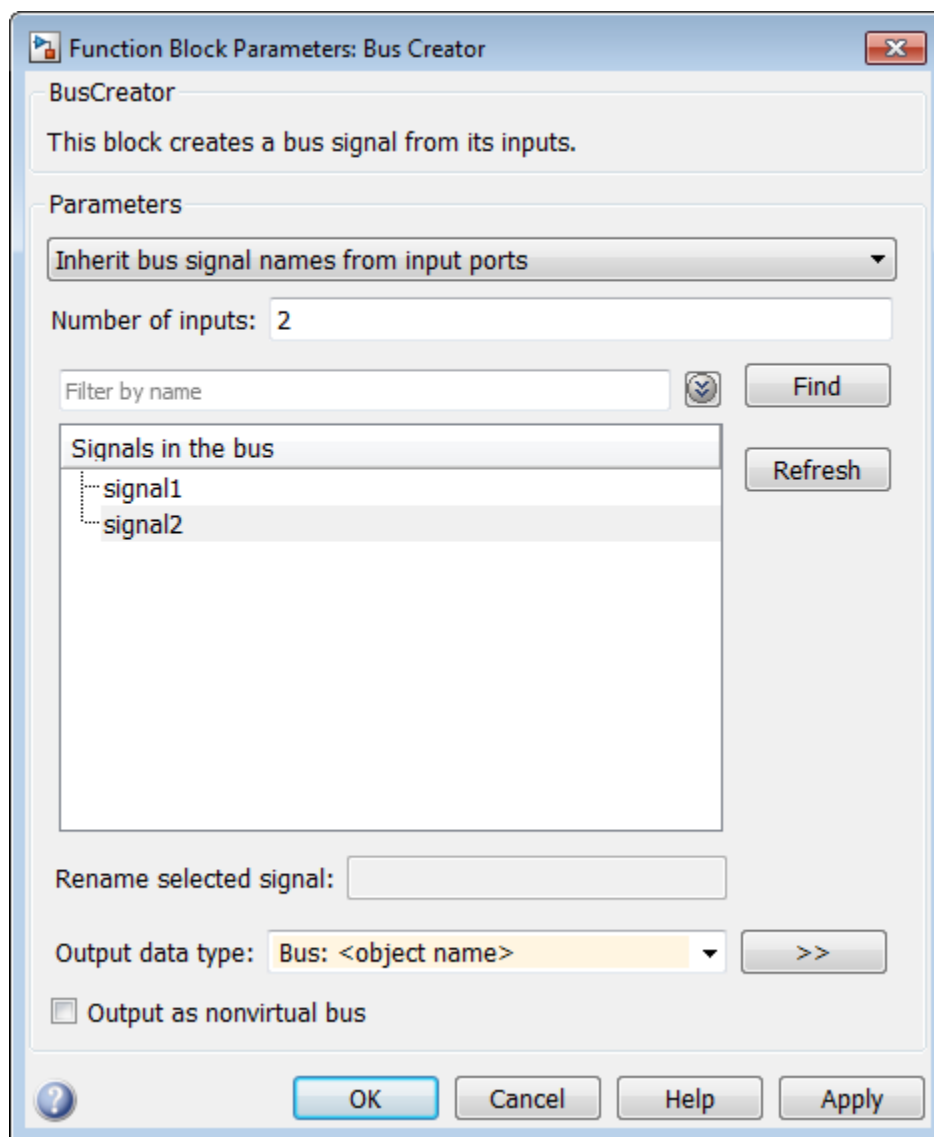 Function Block Parameters: Bus Creator
BusCreator
This block creates a bus signal from its inputs.
Parameters
Inherit bus signal names from input ports
Number of inputs: 2
Filter by name
Find
Signals in the bus
Refresh
signal1
signal2
Rename selected signal:
Output data type: Bus: <object name> >>
Output as nonvirtual bus
? OK Cancel Help Apply